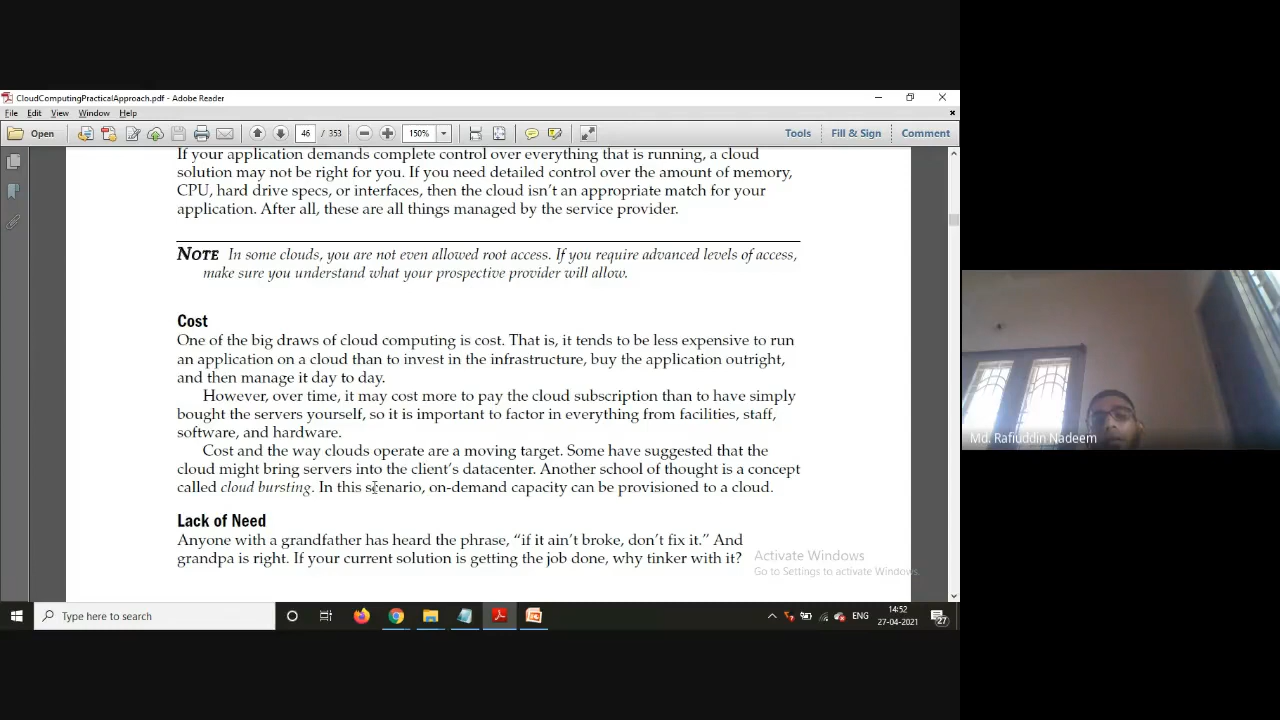 CloudComputingPracticalApproach.pdf - Adobe Reader
File Edit View Window Help
Open 46 / 353 150% Tools Fill & Sign Comment
If your application demands complete control over everything that is running, a cloud
solution may not be right for you. If you need detailed control over the amount of memory,
CPU, hard drive specs, or interfaces, then the cloud isn't an appropriate match for your
application. After all, these are all things managed by the service provider.
NOTE In some clouds, you are not even allowed root access. If you require advanced levels of access,
make sure you understand what your prospective provider will allow.
Cost
One of the big draws of cloud computing is cost. That is, it tends to be less expensive to run
an application on a cloud than to invest in the infrastructure, buy the application outright,
and then manage it day to day.
However, over time, it may cost more to pay the cloud subscription than to have simply
bought the servers yourself, so it is important to factor in everything from facilities, staff,
software, and hardware.
Cost and the way clouds operate are a moving target. Some have suggested that the
cloud might bring servers into the client's datacenter. Another school of thought is a concept
called cloud bursting. In this scenario, on-demand capacity can be provisioned to a cloud.
Lack of Need
Anyone with a grandfather has heard the phrase, "if it ain't broke, don't fix it." And
grandpa is right. If your current solution is getting the job done, why tinker with it?
Activate Windows
Go to Settings to activate Windows.
Md. Rafiuddin Nadeem
Type here to search
ENG
14:52
27-04-2021
27